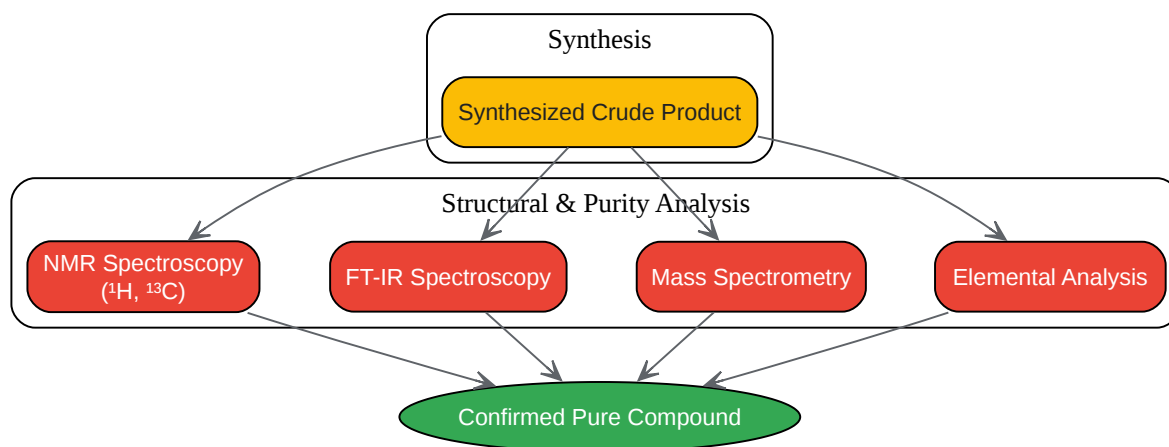 Synthesis
Synthesized Crude Product
Structural & Purity Analysis
NMR Spectroscopy
(¹H, ¹³C)
FT-IR Spectroscopy
Mass Spectrometry
Elemental Analysis
Confirmed Pure Compound